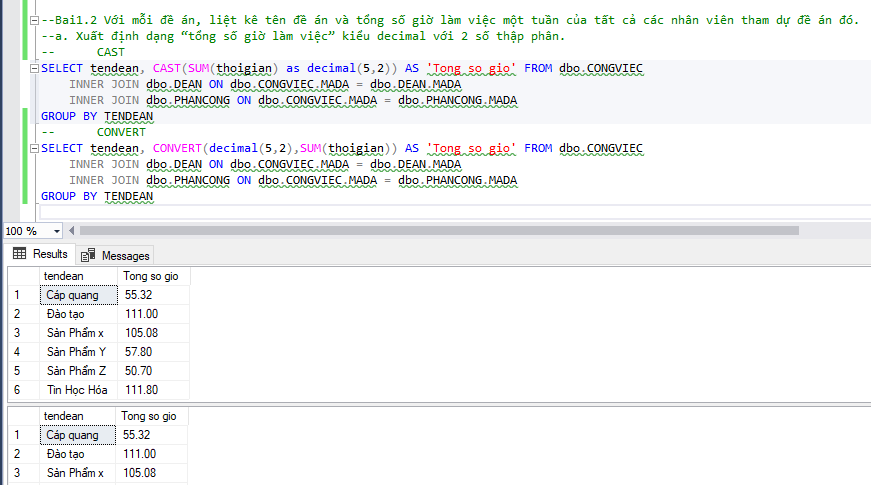 --Bai1.2 Với mỗi đề án, liệt kê tên đề án và tổng số giờ làm việc một tuần của tất cả các nhân viên tham dự đề án đó.
--a. Xuất định dạng “tổng số giờ làm việc” kiểu decimal với 2 số thập phân.
-- CAST
SELECT tendean, CAST(SUM(thoigian) as decimal(5,2)) AS 'Tong so gio' FROM dbo.CONGVIEC
INNER JOIN dbo.DEAN ON dbo.CONGVIEC.MADA = dbo.DEAN.MADA
INNER JOIN dbo.PHANCONG ON dbo.CONGVIEC.MADA = dbo.PHANCONG.MADA
GROUP BY TENDEAN
-- CONVERT
SELECT tendean, CONVERT(decimal(5,2),SUM(thoigian)) AS 'Tong so gio' FROM dbo.CONGVIEC
INNER JOIN dbo.DEAN ON dbo.CONGVIEC.MADA = dbo.DEAN.MADA
INNER JOIN dbo.PHANCONG ON dbo.CONGVIEC.MADA = dbo.PHANCONG.MADA
GROUP BY TENDEAN
100 %
Results Messages
tendean Tong so gio
1 Cáp quang 55.32
2 Đào tạo 111.00
3 Sản Phẩm x 105.08
4 Sản Phẩm Y 57.80
5 Sản Phẩm Z 50.70
6 Tin Học Hóa 111.80
tendean Tong so gio
1 Cáp quang 55.32
2 Đào tạo 111.00
3 Sản Phẩm x 105.08